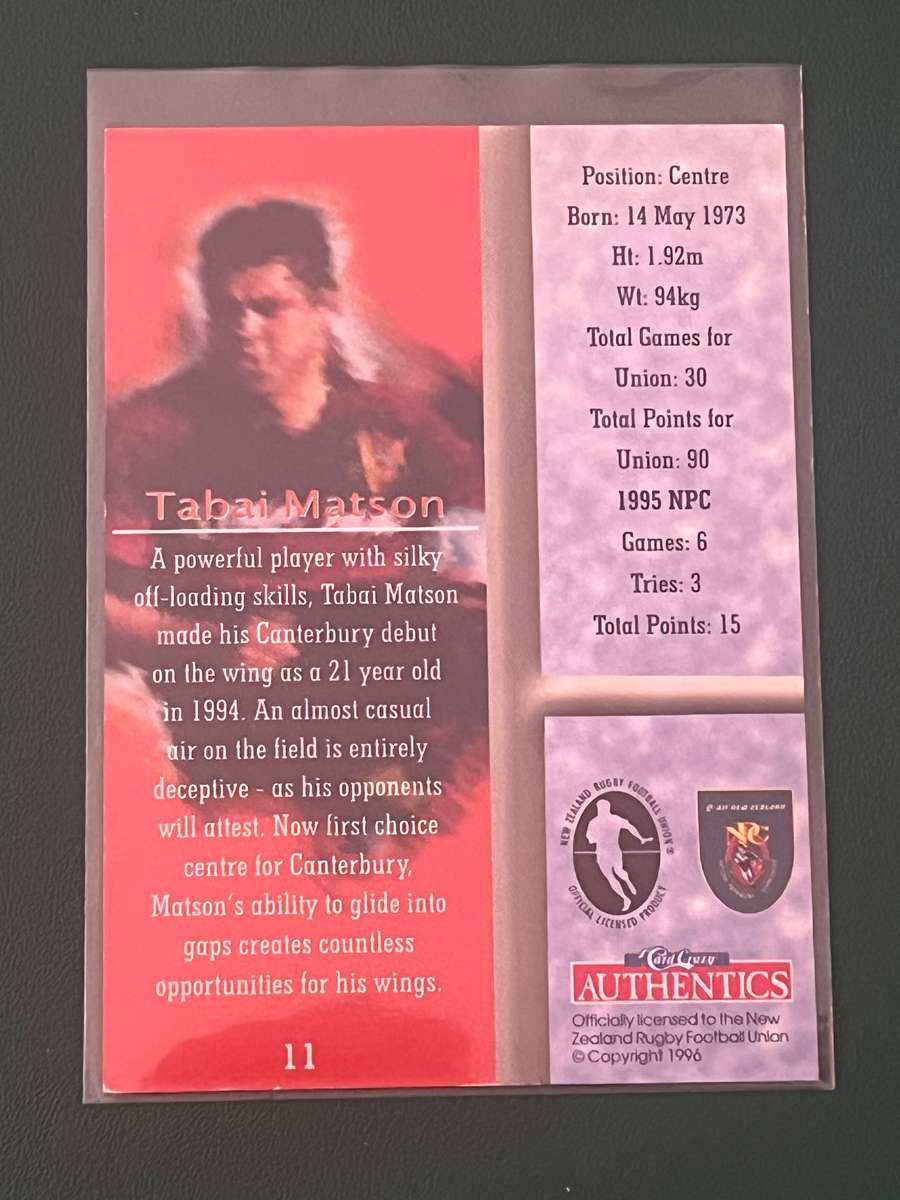 Tabai Matson
A powerful player with silky
off-loading skills, Tabai Matson
made his Canterbury debut
on the wing as a 21 year old
in 1994. An almost casual
air on the field is entirely
deceptive - as his opponents
will attest. Now first choice
centre for Canterbury,
Matson's ability to glide into
gaps creates countless
opportunities for his wings.
11
Position: Centre
Born: 14 May 1973
Ht: 1.92m
Wt: 94kg
Total Games for
Union: 30
Total Points for
Union: 90
1995 NPC
Games: 6
Tries: 3
Total Points: 15
NEW ZEALAND RUGBY FOOTBALL UNION®
OFFICIAL LICENSED PRODUCT
NPC
Card Crazy
AUTHENTICS
Officially licensed to the New
Zealand Rugby Football Union
© Copyright 1996